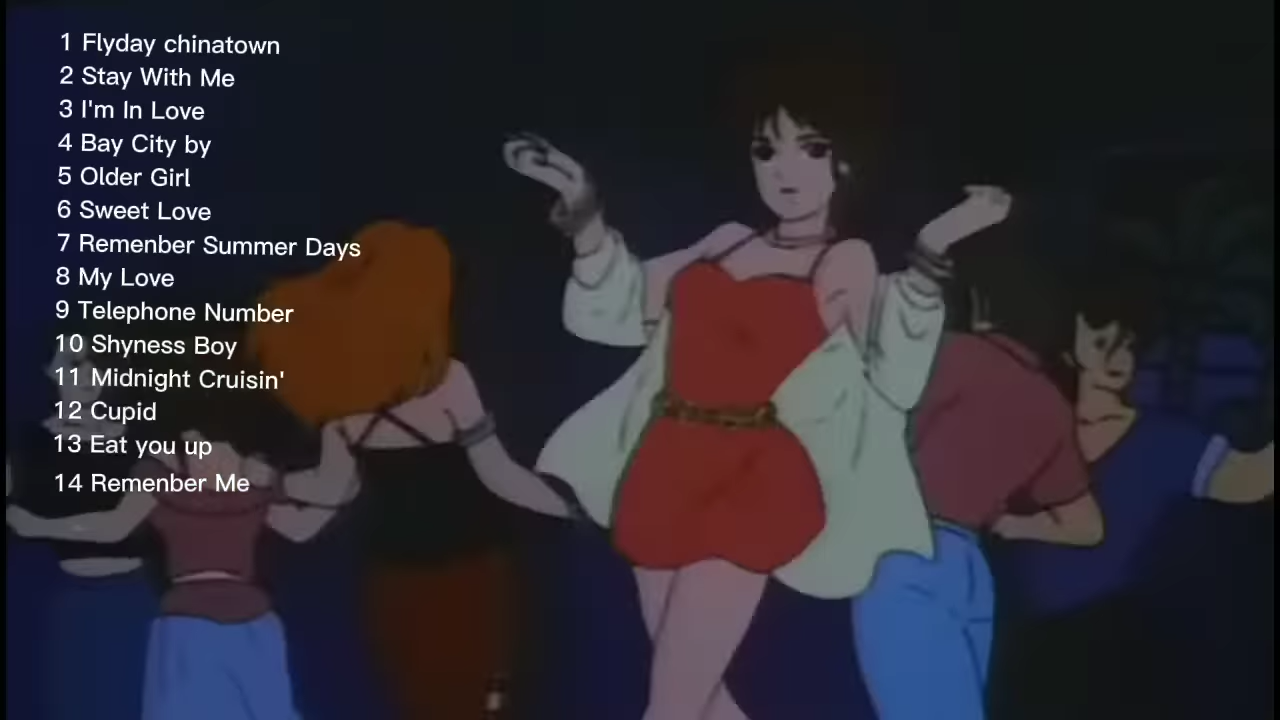 1 Flyday chinatown
2 Stay With Me
3 I'm In Love
4 Bay City by
5 Older Girl
6 Sweet Love
7 Remenber Summer Days
8 My Love
9 Telephone Number
10 Shyness Boy
11 Midnight Cruisin'
12 Cupid
13 Eat you up
14 Remenber Me